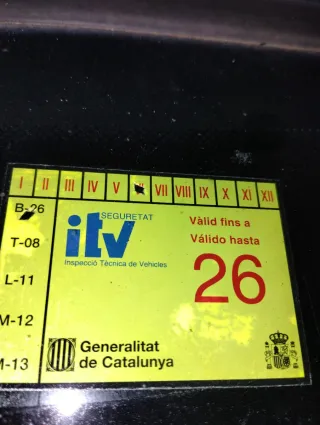 I II III IV V VII VIII IX X XI XII
B-26
T-08
L-11
M-12
M-13
SEGURETAT
itv
Inspecció Tècnica de Vehicles
Vàlid fins a
Válido hasta
26
Generalitat
de Catalunya